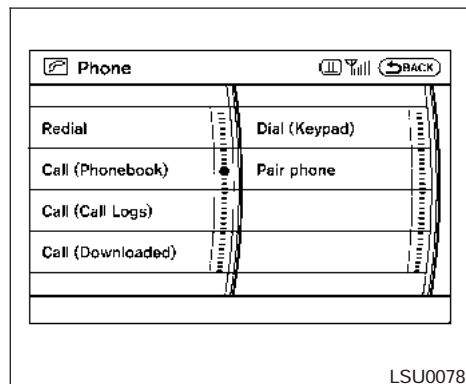 Phone
BACK
Redial
Dial (Keypad)
Call (Phonebook)
Pair phone
Call (Call Logs)
Call (Downloaded)
LSU0078